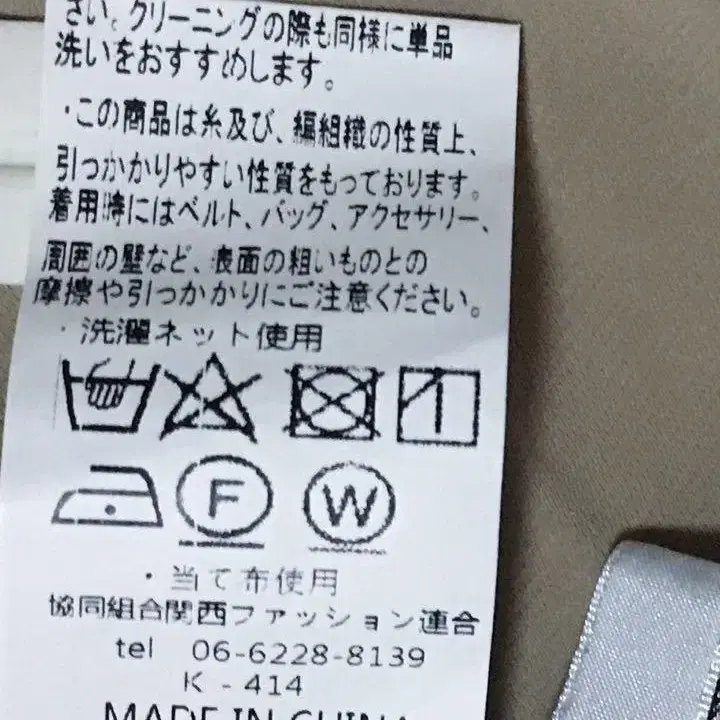 さい。クリーニングの際も同様に単品
洗いをおすすめします。
・この商品は糸及び、編組織の性質上、
引っかかりやすい性質をもっております。
着用時にはベルト、バッグ、アクセサリー、
周囲の壁など、表面の粗いものとの
摩擦や引っかかりにご注意ください。
・洗濯ネット使用
F W
・当て布使用
協同組合関西ファッション連合
tel 06-6228-8139
K-414
MADE IN CHINA